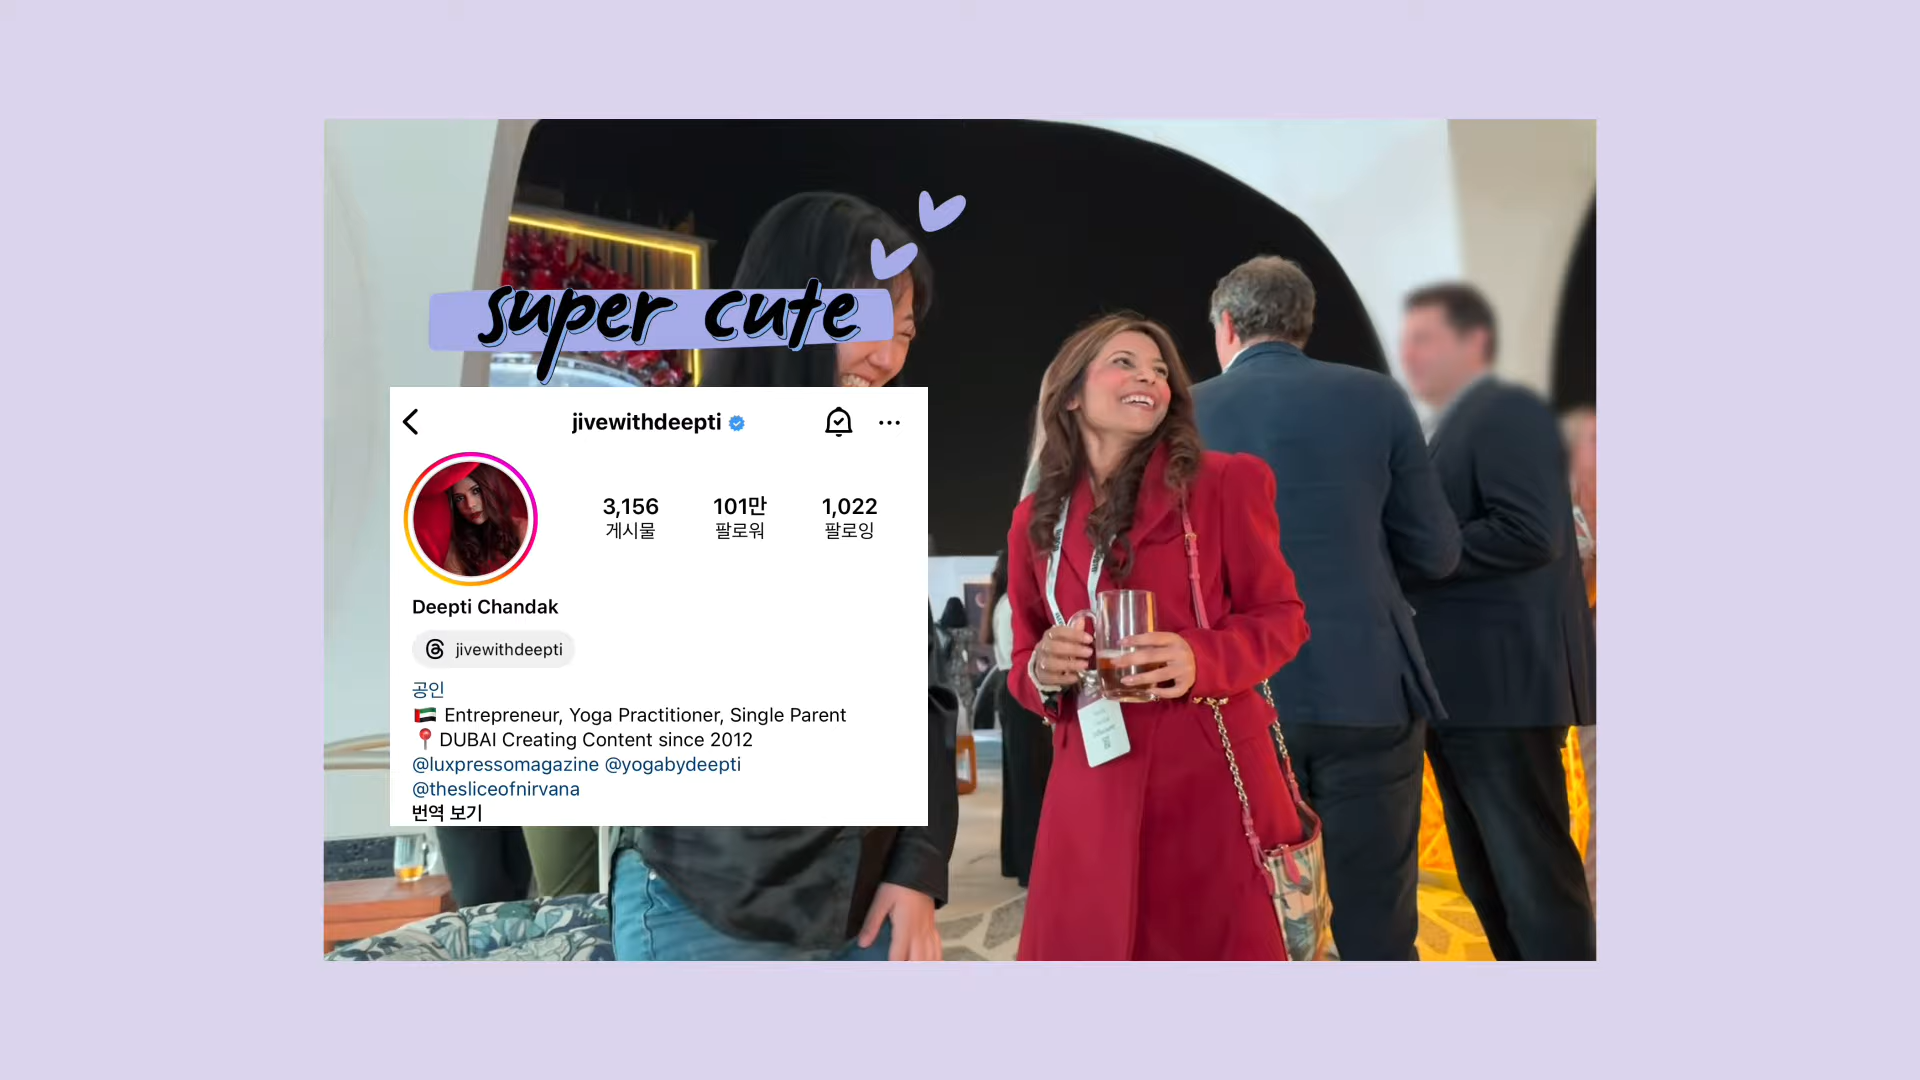 super cute
jivewithdeepti
3,156 101만 1,022
게시물 팔로워 팔로잉
Deepti Chandak
jivewithdeepti
공인
🇦🇪 Entrepreneur, Yoga Practitioner, Single Parent
📍DUBAI Creating Content since 2012
@luxpressomagazine @yogabydeepti
@thesliceofnirvana
번역 보기